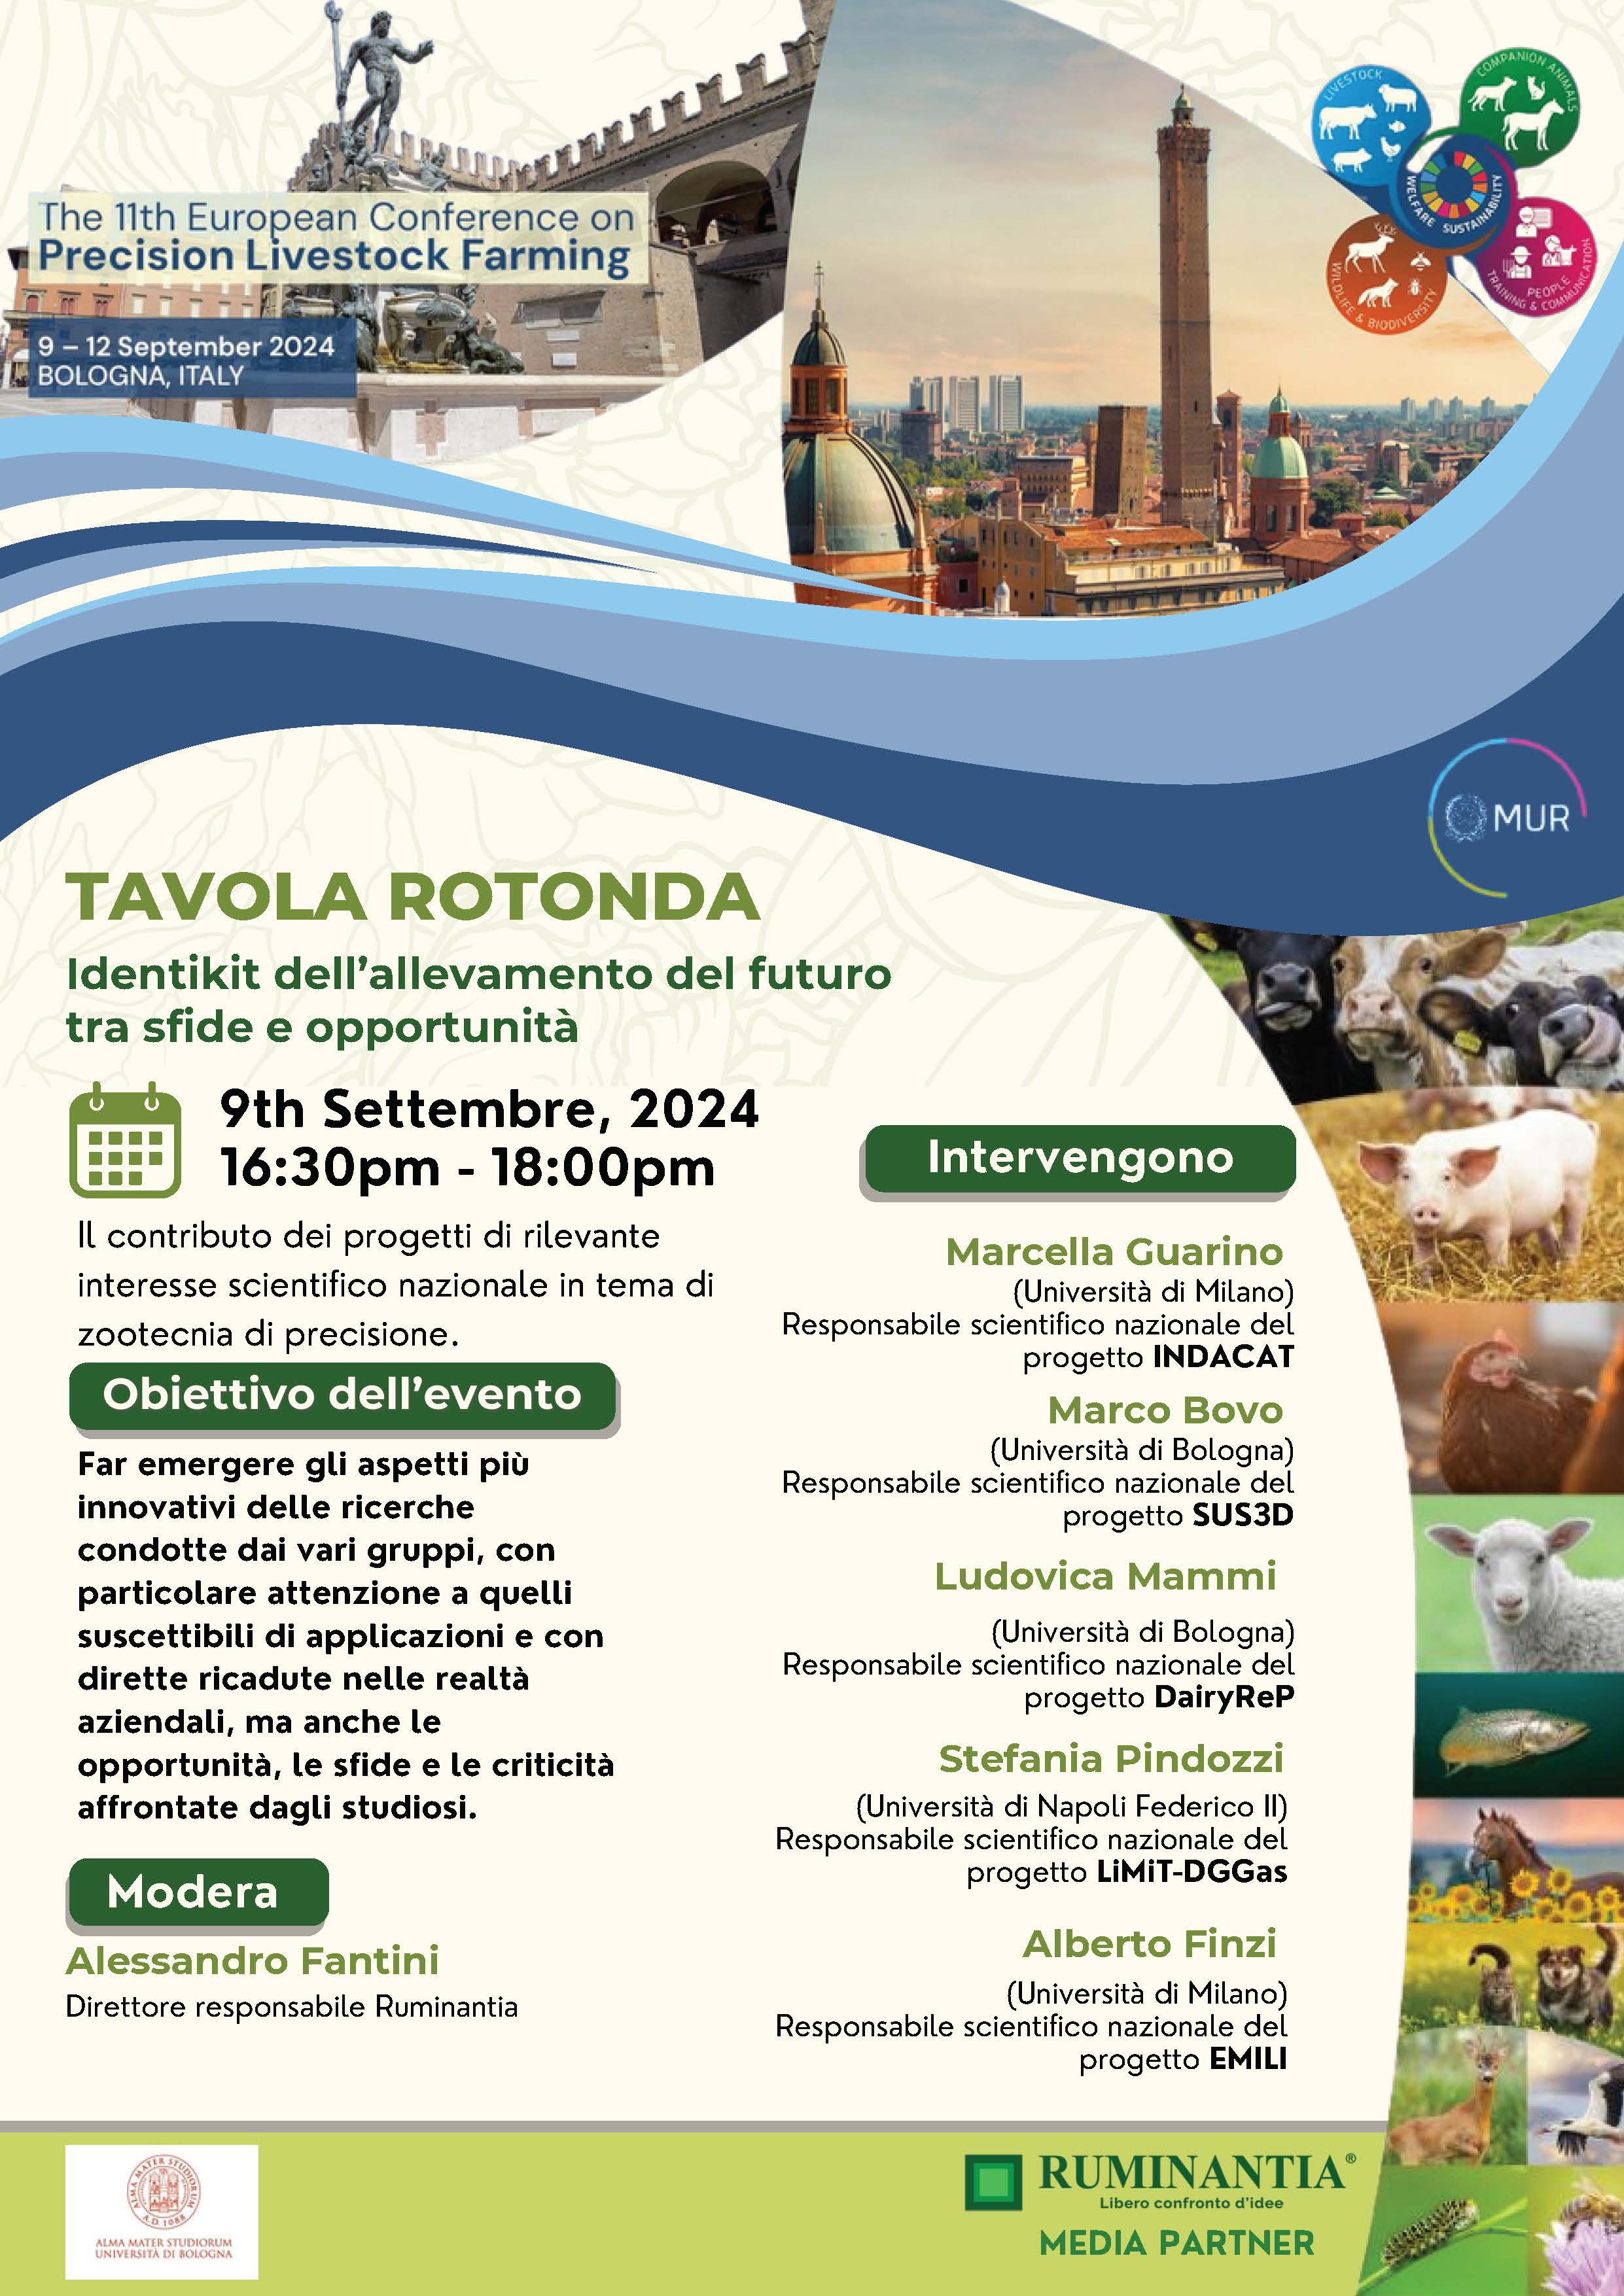 The 11th European Conference on
Precision Livestock Farming
9 – 12 September 2024
BOLOGNA, ITALY
LIVESTOCK
COMPANION ANIMALS
WELFARE SUSTAINABILITY
WILDLIFE & BIODIVERSITY
PEOPLE
TRAINING & COMMUNICATION
MUR
TAVOLA ROTONDA
Identikit dell’allevamento del futuro
tra sfide e opportunità
9th Settembre, 2024
16:30pm - 18:00pm
Il contributo dei progetti di rilevante
interesse scientifico nazionale in tema di
zootecnia di precisione.
Obiettivo dell’evento
Far emergere gli aspetti più
innovativi delle ricerche
condotte dai vari gruppi, con
particolare attenzione a quelli
suscettibili di applicazioni e con
dirette ricadute nelle realtà
aziendali, ma anche le
opportunità, le sfide e le criticità
affrontate dagli studiosi.
Modera
Alessandro Fantini
Direttore responsabile Ruminantia
Intervengono
Marcella Guarino
(Università di Milano)
Responsabile scientifico nazionale del
progetto INDACAT
Marco Bovo
(Università di Bologna)
Responsabile scientifico nazionale del
progetto SUS3D
Ludovica Mammi
(Università di Bologna)
Responsabile scientifico nazionale del
progetto DairyReP
Stefania Pindozzi
(Università di Napoli Federico II)
Responsabile scientifico nazionale del
progetto LiMiT-DGGas
Alberto Finzi
(Università di Milano)
Responsabile scientifico nazionale del
progetto EMILI
ALMA MATER STUDIORUM
A.D. 1088
ALMA MATER STUDIORUM
UNIVERSITÀ DI BOLOGNA
RUMINANTIA®
Libero confronto d’idee
MEDIA PARTNER